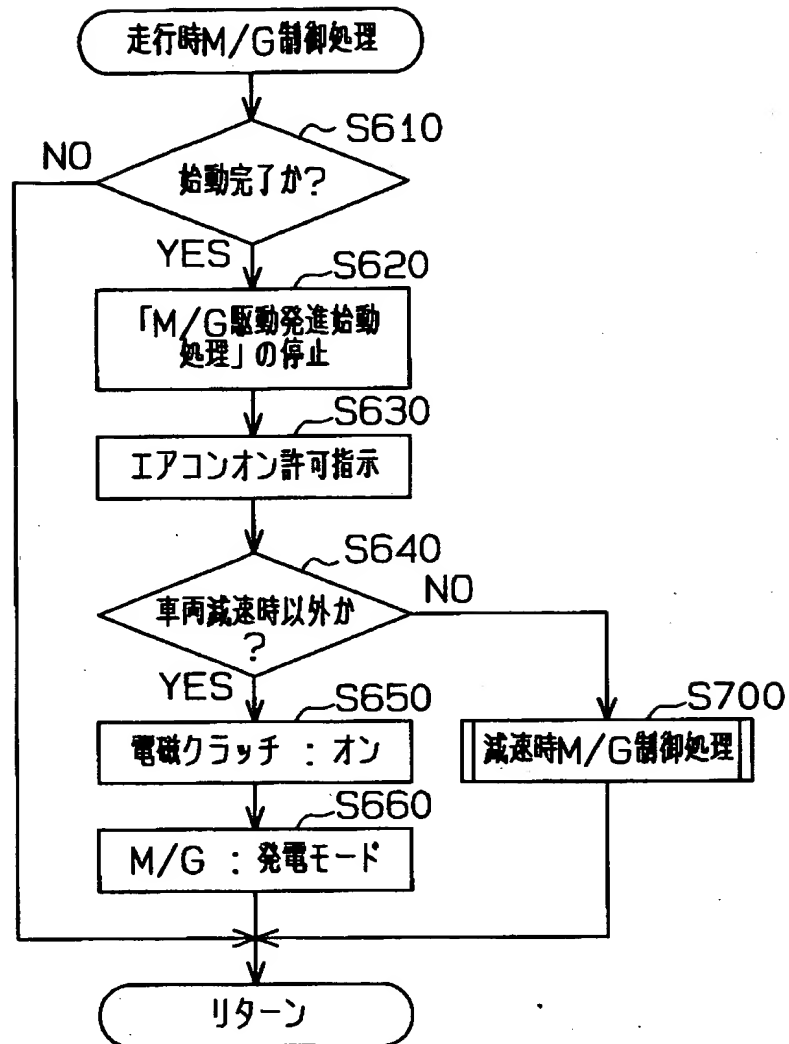 走行時M/G制御処理
S610
NO
始動完了か?
YES
S620
「M/G駆動発進始動
処理」の停止
S630
エアコンオン許可指示
S640
NO
車両減速時以外か
?
YES
S650
S700
電磁クラッチ : オン
減速時M/G制御処理
S660
M/G : 発電モード
リターン